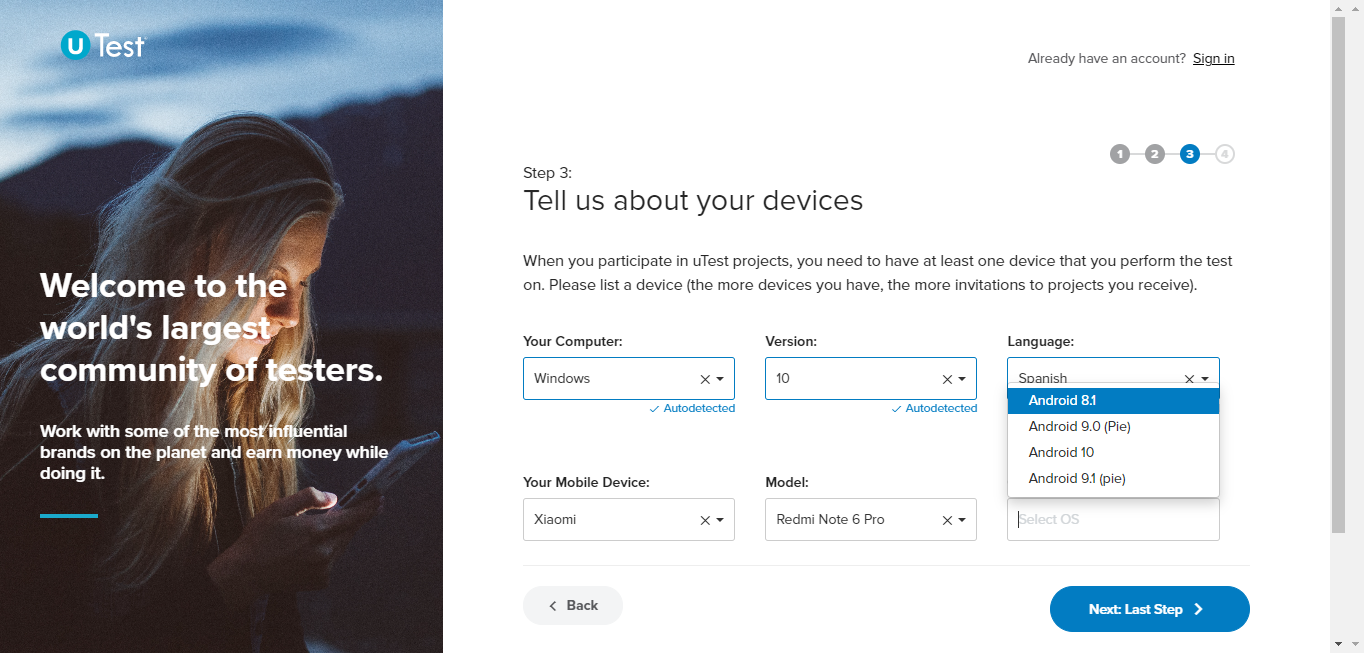 U Test
Already have an account? Sign in
1 2 3 4
Step 3:
Tell us about your devices
When you participate in uTest projects, you need to have at least one device that you perform the test
on. Please list a device (the more devices you have, the more invitations to projects you receive).
Welcome to the
world's largest
community of testers.
Work with some of the most influential
brands on the planet and earn money while
doing it.
Your Computer: Version: Language:
Windows 10 Spanish
Autodetected Autodetected
Android 8.1
Android 9.0 (Pie)
Android 10
Android 9.1 (pie)
Your Mobile Device: Model:
Xiaomi Redmi Note 6 Pro Select OS
Back Next: Last Step